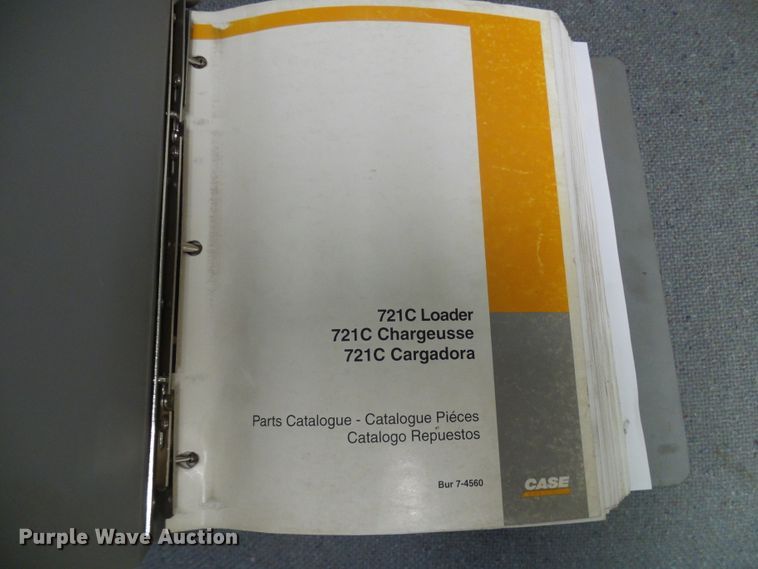 721C Loader
721C Chargeusse
721C Cargadora
Parts Catalogue - Catalogue Piéces
Catalogo Repuestos
Bur 7-4560
CASE
Purple Wave Auction®